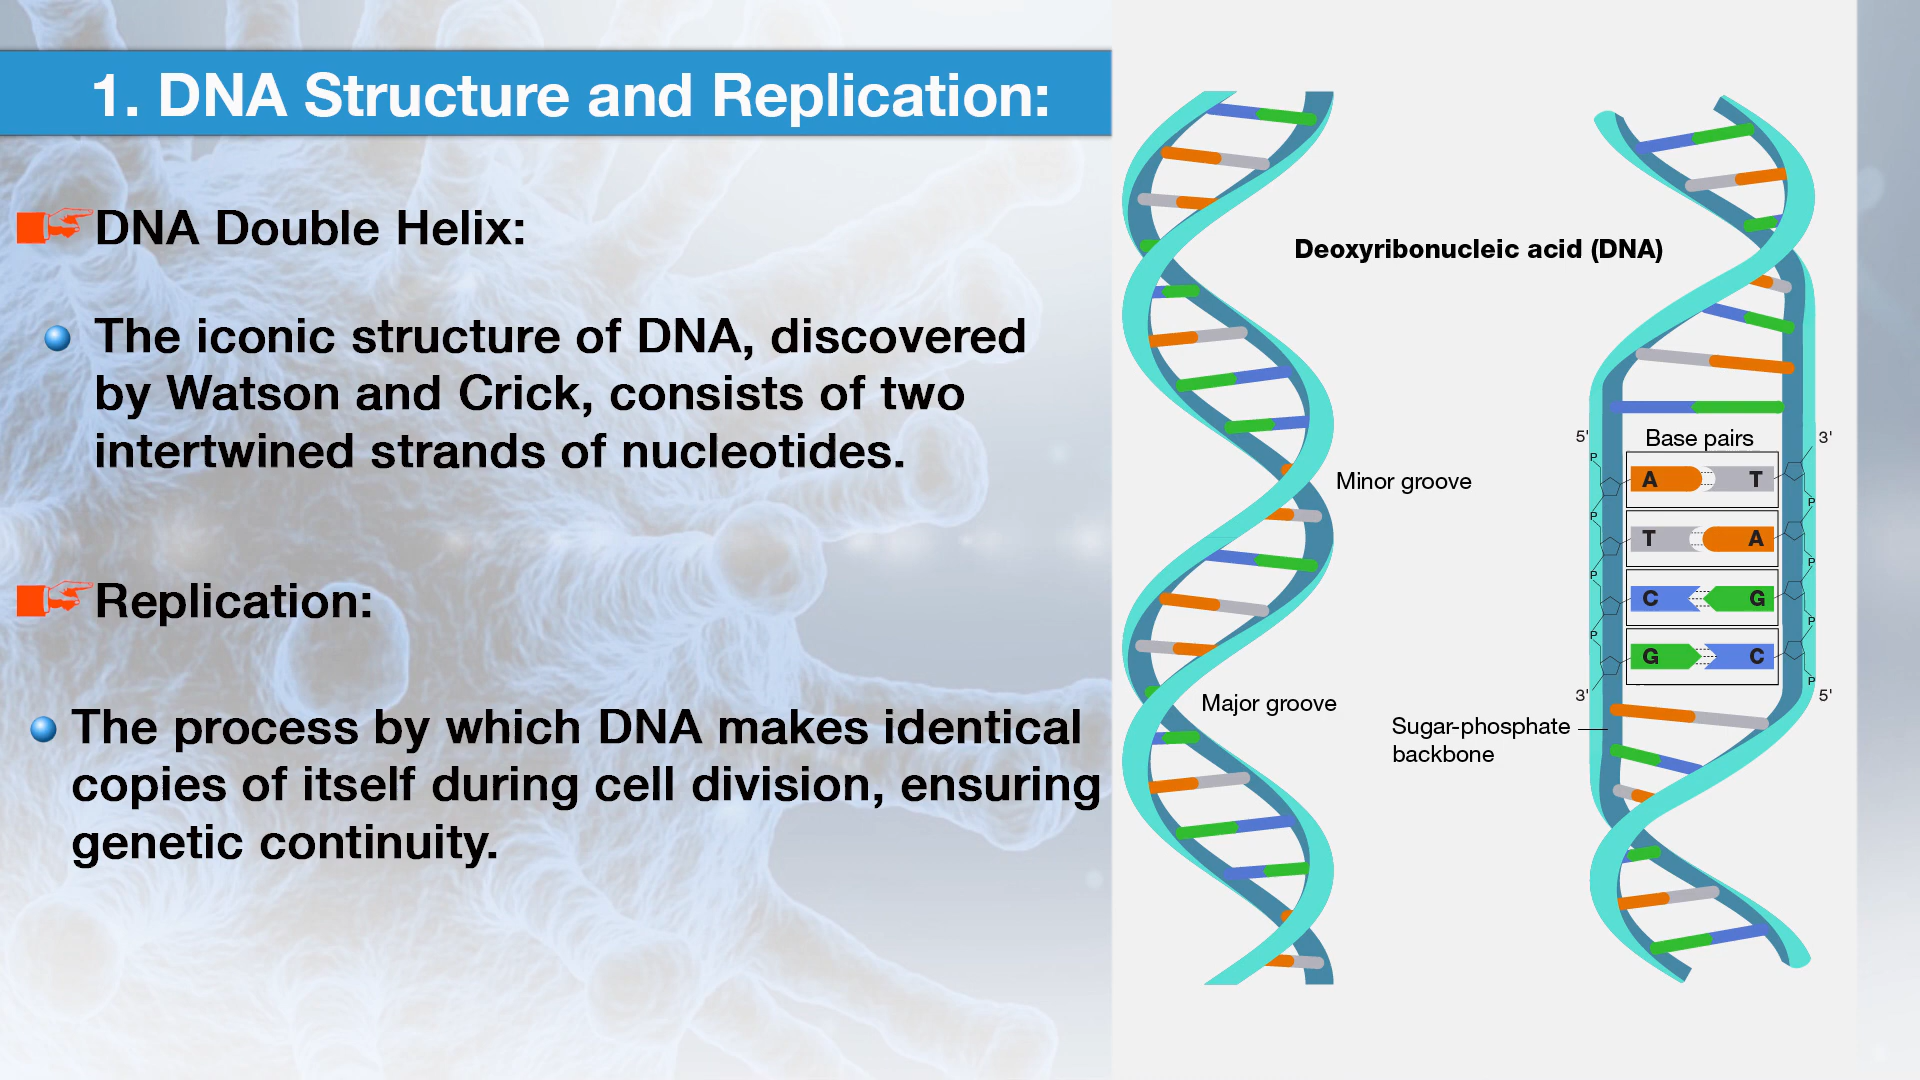 1. DNA Structure and Replication:
DNA Double Helix:
The iconic structure of DNA, discovered
by Watson and Crick, consists of two
intertwined strands of nucleotides.
Replication:
The process by which DNA makes identical
copies of itself during cell division, ensuring
genetic continuity.
Deoxyribonucleic acid (DNA)
Minor groove
Major groove
Sugar-phosphate
backbone
5' Base pairs 3'
P
A T
P
P
T A
P
P
C G
P
P
G C
P
3' 5'